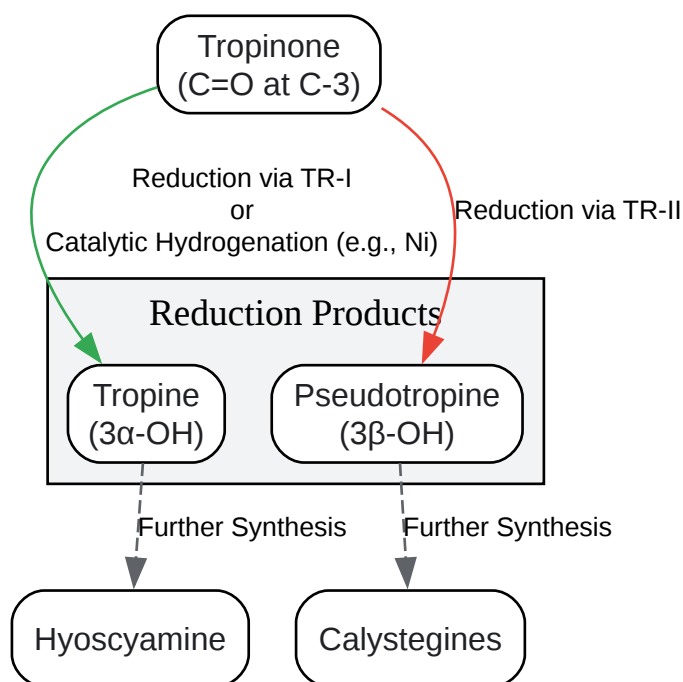 Tropinone
(C=O at C-3)
Reduction via TR-I
or
Catalytic Hydrogenation (e.g., Ni)
Reduction via TR-II
Reduction Products
Tropine
(3α-OH)
Pseudotropine
(3β-OH)
Further Synthesis
Further Synthesis
Hyoscyamine
Calystegines